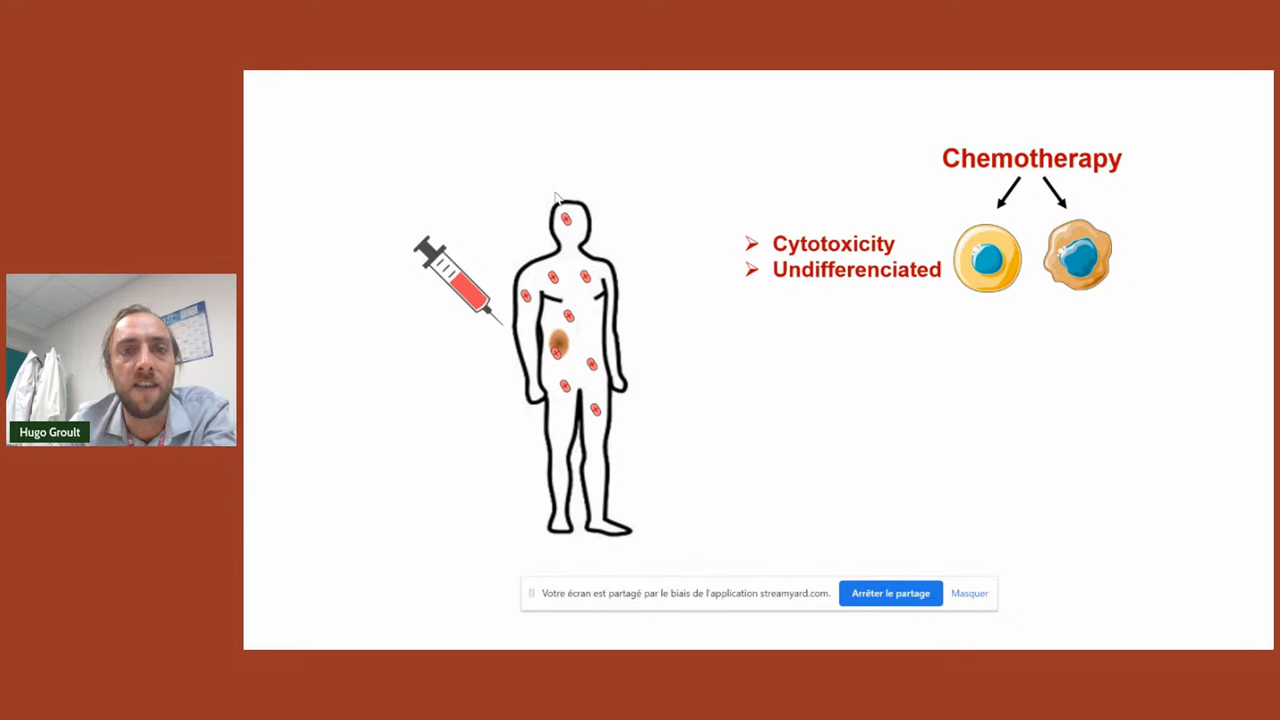 Chemotherapy
Cytotoxicity
Undifferenciated
Hugo Groult
Votre écran est partagé par le biais de l'application streamyard.com.
Arrêter le partage
Masquer